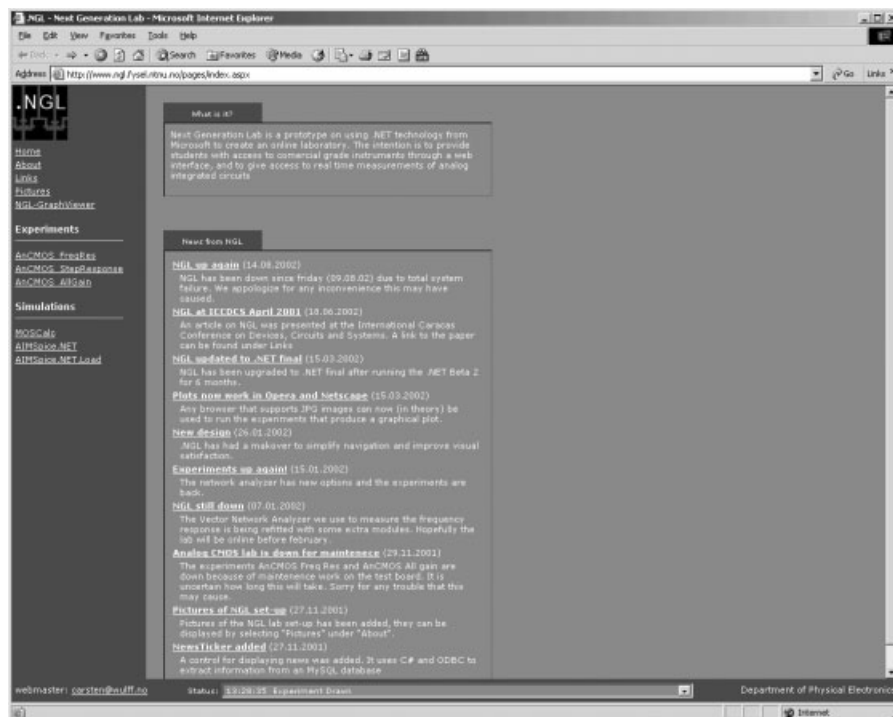 .NGL - Next Generation Lab - Microsoft Internet Explorer
File Edit View Favorites Tools Help
Back Search Favorites Media
Address http://www.ngl.fysel.ntnu.no/pages/index.aspx Go Links
.NGL
Home
About
Links
Pictures
NGL-GraphViewer
Experiments
AnCMOS FreqRes
AnCMOS StepResponse
AnCMOS AllGain
Simulations
MOSCalc
AIMSpice.NET
AIMSpice.NET.Load
What is it?
Next Generation Lab is a prototype on using .NET technology from
Microsoft to create an online laboratory. The intention is to provide
students with access to comercial grade instruments through a web
interface, and to give access to real time measurements of analog
integrated circuits
News from NGL
NGL up again (14.08.2002)
NGL has been down since friday (09.08.02) due to total system
failure. We appologize for any inconvenience this may have
caused.
NGL at ICCDCS April 2001 (18.06.2002)
An article on NGL was presented at the International Caracas
Conference on Devices, Circuits and Systems. A link to the paper
can be found under Links
NGL updated to .NET final (15.03.2002)
NGL has been upgraded to .NET final after running the .NET Beta 2
for 6 months.
Plots now work in Opera and Netscape (15.03.2002)
Any browser that supports JPG images can now (in theory) be
used to run the experiments that produce a graphical plot.
New design (26.01.2002)
.NGL has had a makover to simplify navigation and improve visual
satisfaction.
Experiments up again! (15.01.2002)
The network analyzer has new options and the experiments are
back.
NGL still down (07.01.2002)
The Vector Network Analyzer we use to measure the frequency
response is being refitted with some extra modules. Hopefully the
lab will be online before february.
Analog CMOS lab is down for maintenece (29.11.2001)
The experiments AnCMOS Freq Res and AnCMOS All gain are
down because of maintenence work on the test board. It is
uncertain how long this will take. Sorry for any trouble that this
may cause.
Pictures of NGL set-up (27.11.2001)
Pictures of the NGL lab set-up has been added, they can be
displayed by selecting "Pictures" under "About".
NewsTicker added (27.11.2001)
A control for displaying news was added. It uses C# and ODBC to
extract information from an MySQL database
webmaster: carsten@wulff.no Status: 13:28:35 Experiment Drawn Department of Physical Electronics
Internet